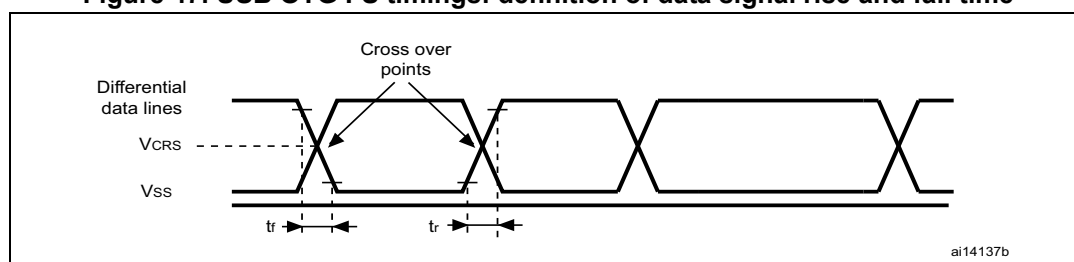 Figure USB OTG FS timings: definition of data signal rise and fall time
Cross over
points
Differential
data lines
VCRS
VSS
tf
tr
ai14137b